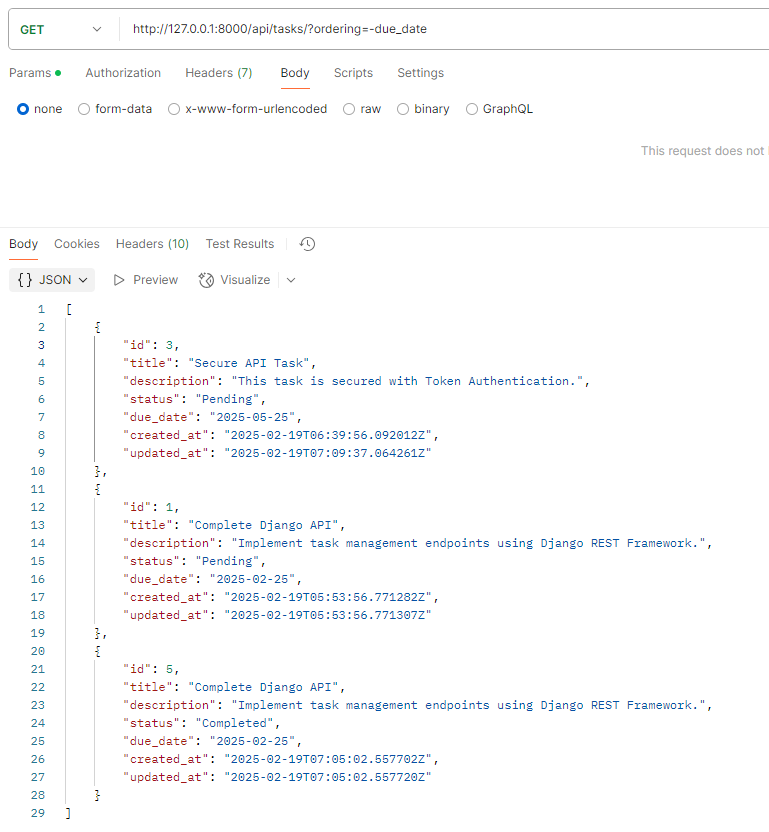 GET http://127.0.0.1:8000/api/tasks/?ordering=-due_date
Params Authorization Headers (7) Body Scripts Settings
none form-data x-www-form-urlencoded raw binary GraphQL
This request does not
Body Cookies Headers (10) Test Results
{} JSON Preview Visualize
1 [
2 {
3 "id": 3,
4 "title": "Secure API Task",
5 "description": "This task is secured with Token Authentication.",
6 "status": "Pending",
7 "due_date": "2025-05-25",
8 "created_at": "2025-02-19T06:39:56.092012Z",
9 "updated_at": "2025-02-19T07:09:37.064261Z"
10 },
11 {
12 "id": 1,
13 "title": "Complete Django API",
14 "description": "Implement task management endpoints using Django REST Framework.",
15 "status": "Pending",
16 "due_date": "2025-02-25",
17 "created_at": "2025-02-19T05:53:56.771282Z",
18 "updated_at": "2025-02-19T05:53:56.771307Z"
19 },
20 {
21 "id": 5,
22 "title": "Complete Django API",
23 "description": "Implement task management endpoints using Django REST Framework.",
24 "status": "Completed",
25 "due_date": "2025-02-25",
26 "created_at": "2025-02-19T07:05:02.557702Z",
27 "updated_at": "2025-02-19T07:05:02.557720Z"
28 }
29 ]